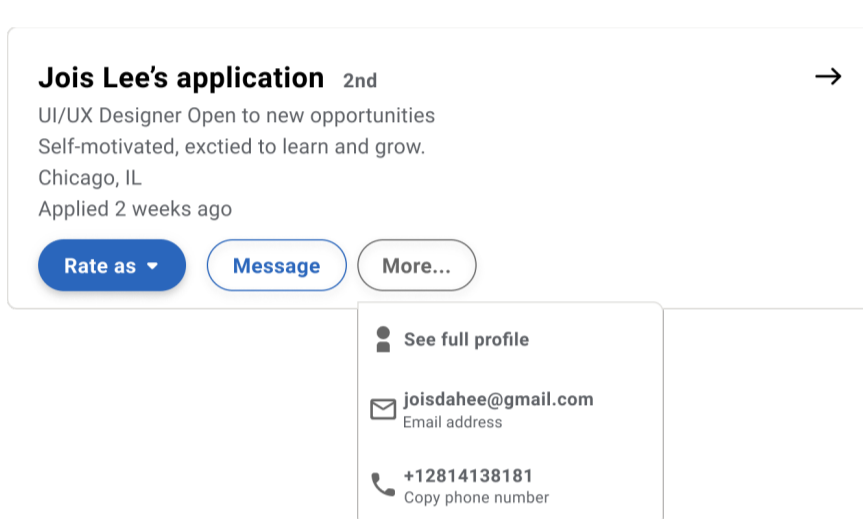 Jois Lee’s application 2nd
UI/UX Designer Open to new opportunities
Self-motivated, exctied to learn and grow.
Chicago, IL
Applied 2 weeks ago
Rate as Message More...
See full profile
joisdahee@gmail.com
Email address
+12814138181
Copy phone number